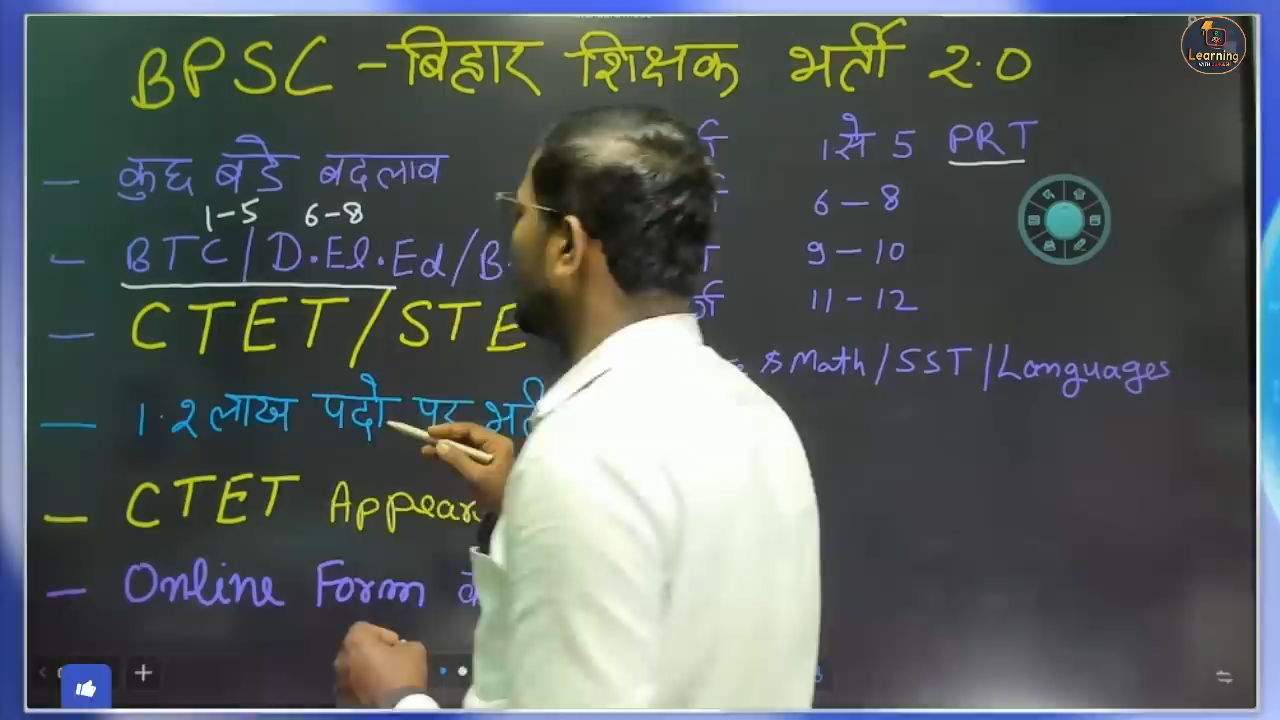 BPSC - बिहार शिक्षक भर्ती 2.0
Learning
- कुछ बडे बदलाव
1-5 6-8
- BTC/D.El.Ed/B.
- CTET/STE
- 1.2 लाख पदो पर भर्ती
- CTET Appear
- Online Form
1 से 5 PRT
6-8
9-10
11-12
Math/SST/Languages